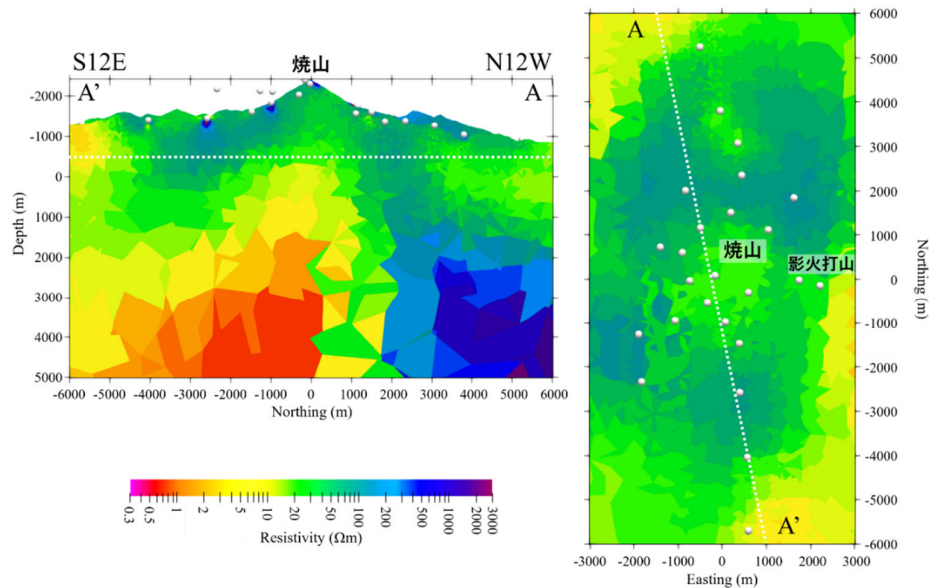 S12E
焼山
N12W
A'
A
-2000
-1000
0
1000
2000
3000
4000
5000
Depth (m)
-6000 -5000 -4000 -3000 -2000 -1000 0 1000 2000 3000 4000 5000 6000
Northing (m)
0.3 0.5 1 2 5 10 20 50 100 200 500 1000 2000 3000
Resistivity (Ωm)
A
焼山
影火打山
A'
6000
5000
4000
3000
2000
1000
0
-1000
-2000
-3000
-4000
-5000
-6000
Northing (m)
-3000 -2000 -1000 0 1000 2000 3000
Easting (m)